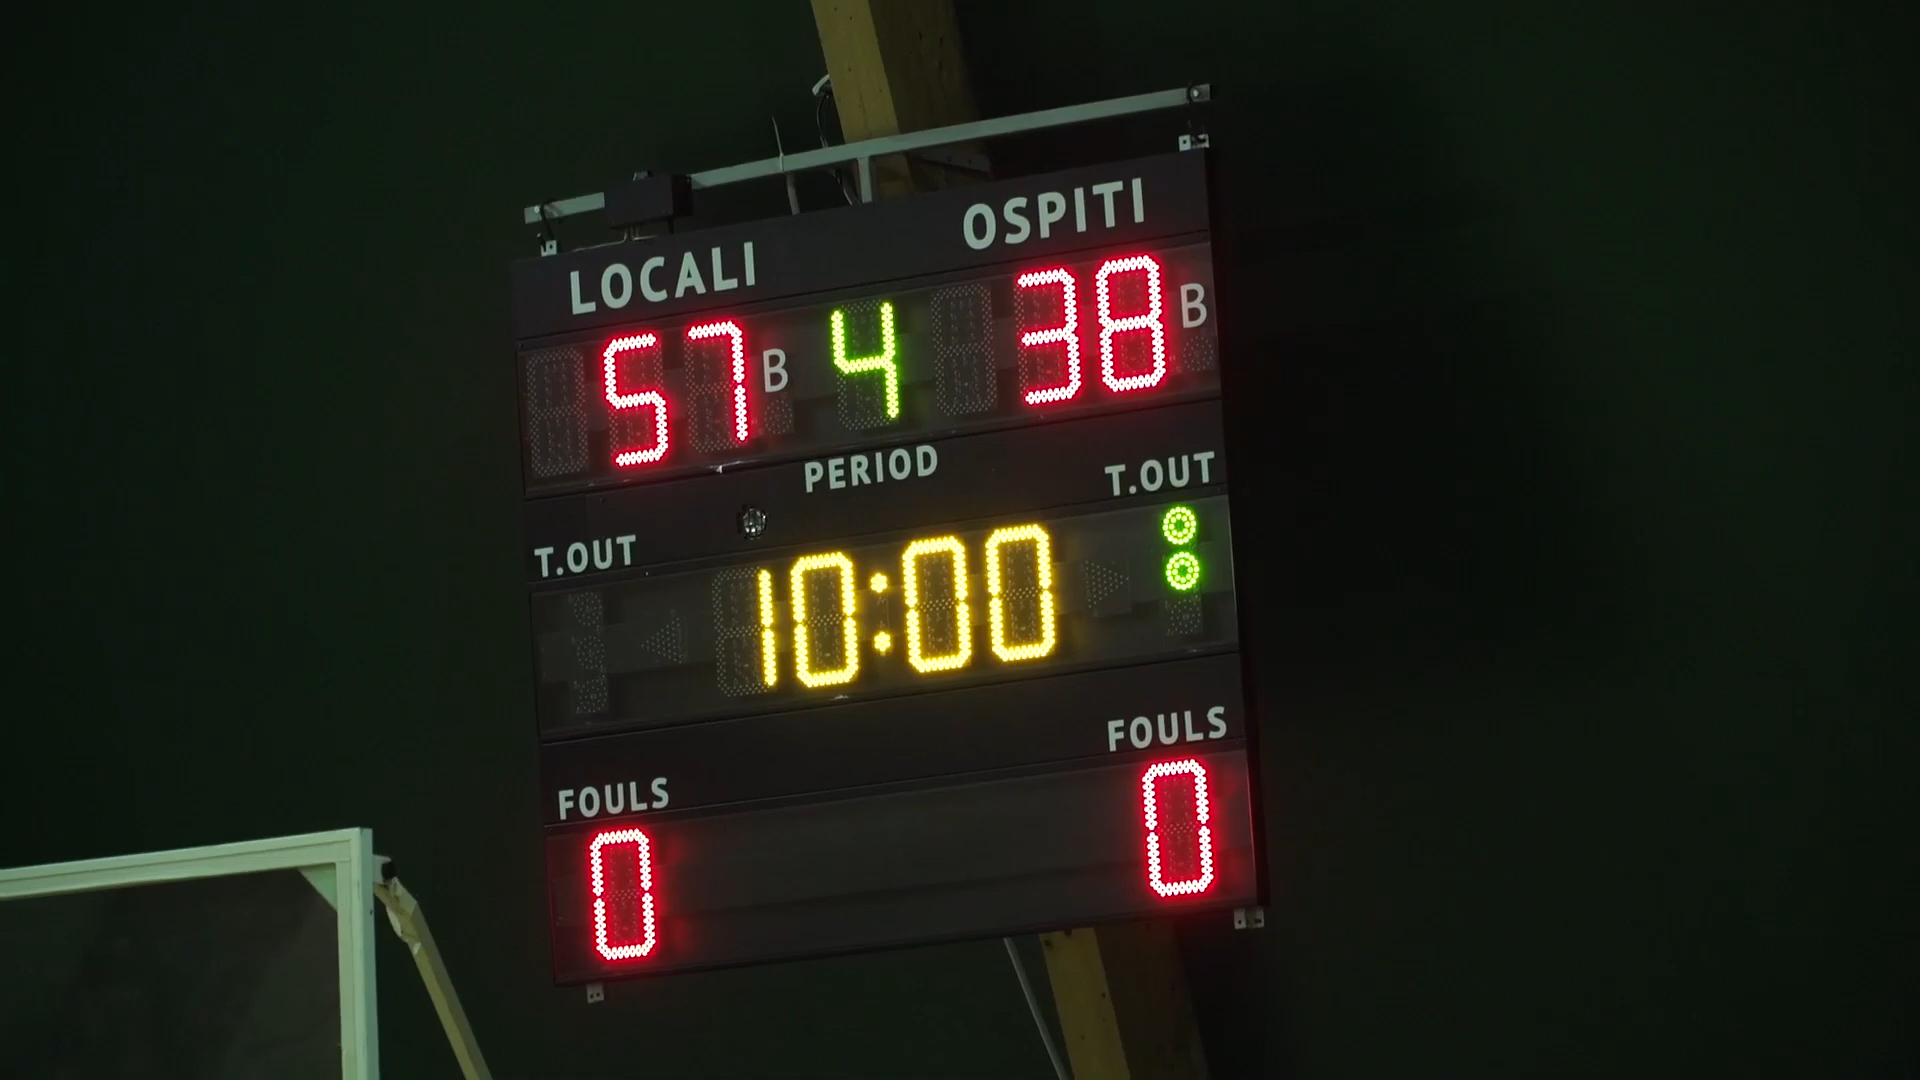 LOCALI OSPITI
57 B 4 38 B
PERIOD
T.OUT T.OUT
10:00
FOULS FOULS
0 0